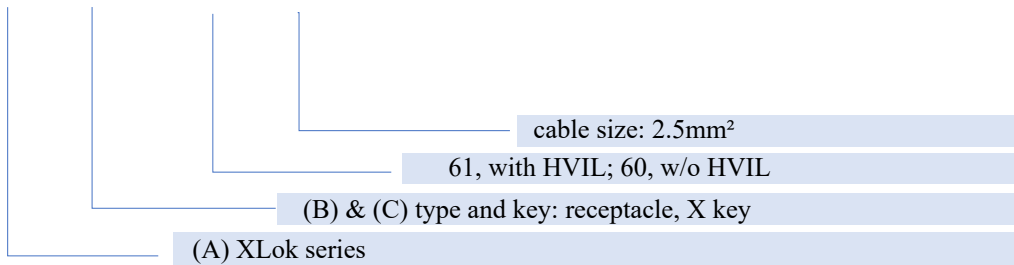 cable size: 2.5mm²
61, with HVIL; 60, w/o HVIL
(B) & (C) type and key: receptacle, X key
(A) XLok series